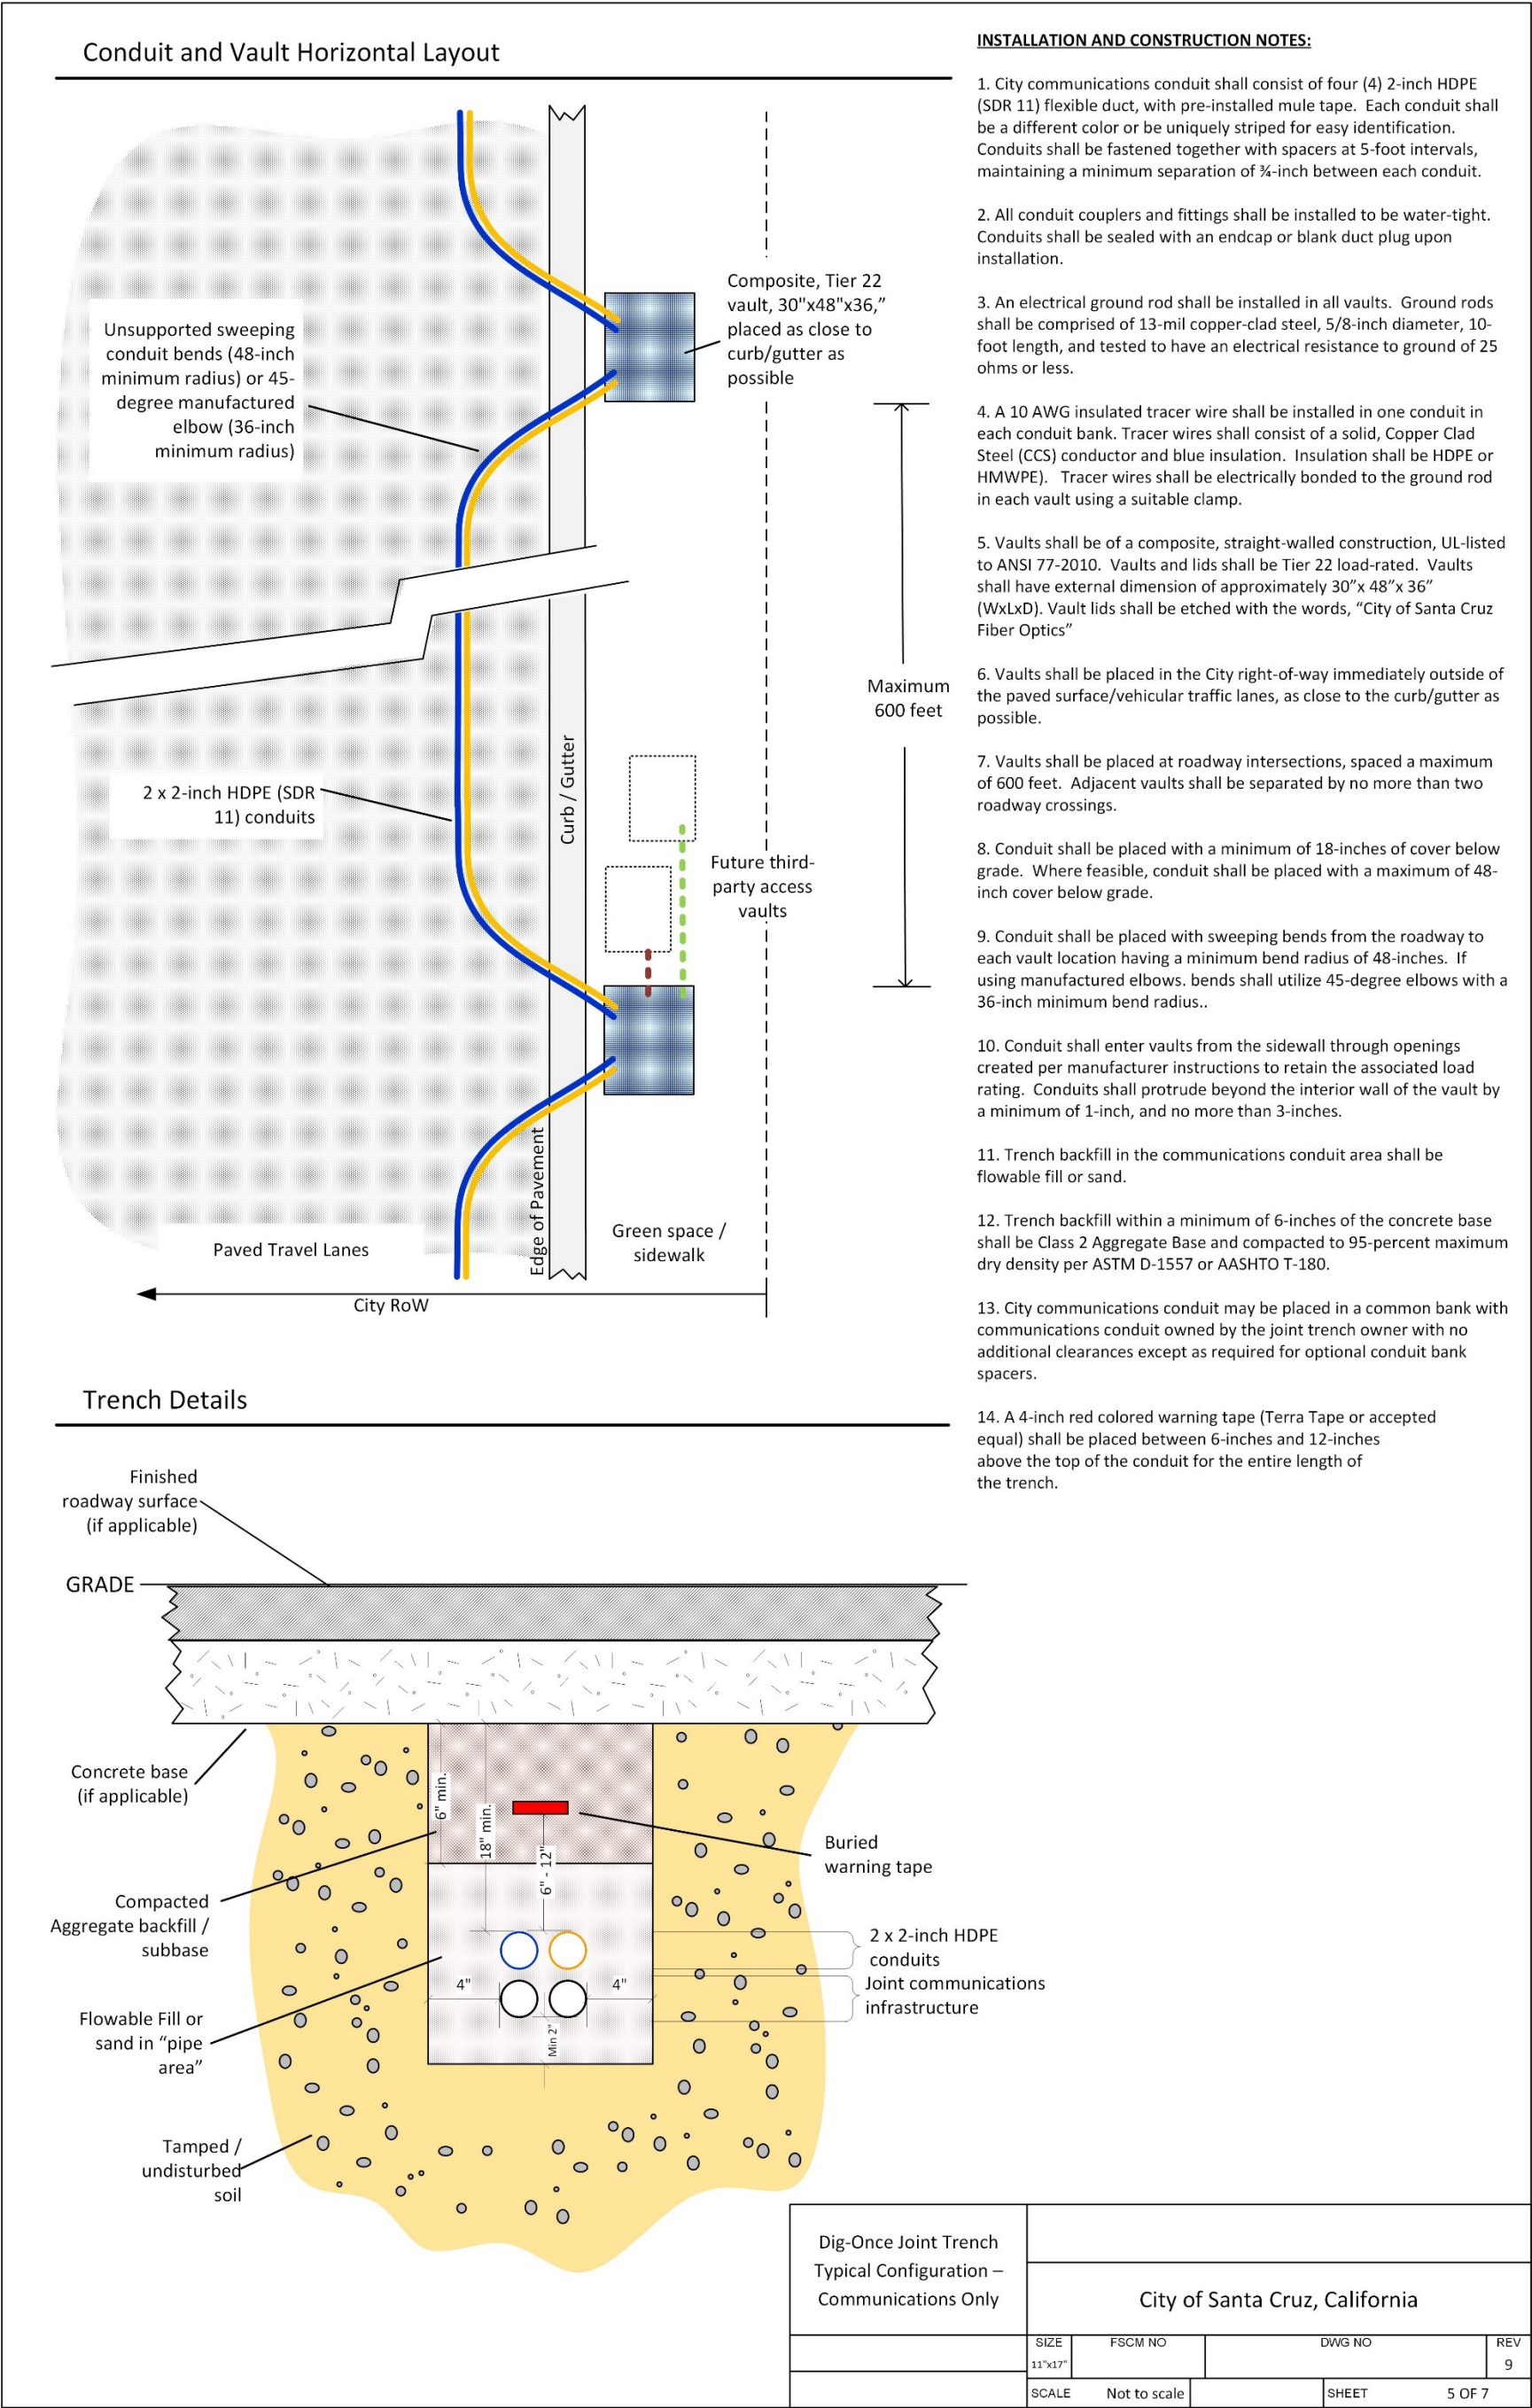 Conduit and Vault Horizontal Layout
Unsupported sweeping
conduit bends (48-inch
minimum radius) or 45-
degree manufactured
elbow (36-inch
minimum radius)
Composite, Tier 22
vault, 30"x48"x36,”
placed as close to
curb/gutter as
possible
Maximum
600 feet
2 x 2-inch HDPE (SDR
11) conduits
Curb / Gutter
Future third-
party access
vaults
Edge of Pavement
Green space /
sidewalk
Paved Travel Lanes
City RoW
INSTALLATION AND CONSTRUCTION NOTES:
1. City communications conduit shall consist of four (4) 2-inch HDPE
(SDR 11) flexible duct, with pre-installed mule tape.  Each conduit shall
be a different color or be uniquely striped for easy identification.
Conduits shall be fastened together with spacers at 5-foot intervals,
maintaining a minimum separation of ¾-inch between each conduit.
2. All conduit couplers and fittings shall be installed to be water-tight.
Conduits shall be sealed with an endcap or blank duct plug upon
installation.
3. An electrical ground rod shall be installed in all vaults.  Ground rods
shall be comprised of 13-mil copper-clad steel, 5/8-inch diameter, 10-
foot length, and tested to have an electrical resistance to ground of 25
ohms or less.
4. A 10 AWG insulated tracer wire shall be installed in one conduit in
each conduit bank. Tracer wires shall consist of a solid, Copper Clad
Steel (CCS) conductor and blue insulation.  Insulation shall be HDPE or
HMWPE).   Tracer wires shall be electrically bonded to the ground rod
in each vault using a suitable clamp.
5. Vaults shall be of a composite, straight-walled construction, UL-listed
to ANSI 77-2010.  Vaults and lids shall be Tier 22 load-rated.  Vaults
shall have external dimension of approximately 30”x 48”x 36”
(WxLxD). Vault lids shall be etched with the words, “City of Santa Cruz
Fiber Optics”
6. Vaults shall be placed in the City right-of-way immediately outside of
the paved surface/vehicular traffic lanes, as close to the curb/gutter as
possible.
7. Vaults shall be placed at roadway intersections, spaced a maximum
of 600 feet.  Adjacent vaults shall be separated by no more than two
roadway crossings.
8. Conduit shall be placed with a minimum of 18-inches of cover below
grade.  Where feasible, conduit shall be placed with a maximum of 48-
inch cover below grade.
9. Conduit shall be placed with sweeping bends from the roadway to
each vault location having a minimum bend radius of 48-inches.  If
using manufactured elbows. bends shall utilize 45-degree elbows with a
36-inch minimum bend radius..
10. Conduit shall enter vaults from the sidewall through openings
created per manufacturer instructions to retain the associated load
rating.  Conduits shall protrude beyond the interior wall of the vault by
a minimum of 1-inch, and no more than 3-inches.
11. Trench backfill in the communications conduit area shall be
flowable fill or sand.
12. Trench backfill within a minimum of 6-inches of the concrete base
shall be Class 2 Aggregate Base and compacted to 95-percent maximum
dry density per ASTM D-1557 or AASHTO T-180.
13. City communications conduit may be placed in a common bank with
communications conduit owned by the joint trench owner with no
additional clearances except as required for optional conduit bank
spacers.
14. A 4-inch red colored warning tape (Terra Tape or accepted
equal) shall be placed between 6-inches and 12-inches
above the top of the conduit for the entire length of
the trench.
Trench Details
Finished
roadway surface
(if applicable)
GRADE
Concrete base
(if applicable)
6" min.
18" min.
6" - 12"
Buried
warning tape
Compacted
Aggregate backfill /
subbase
2 x 2-inch HDPE
conduits
Joint communications
infrastructure
4"
4"
Min 2"
Flowable Fill or
sand in “pipe
area”
Tamped /
undisturbed
soil
Dig-Once Joint Trench
Typical Configuration –
Communications Only
City of Santa Cruz, California
SIZE
11"x17"
FSCM NO
DWG NO
REV
9
SCALE
Not to scale
SHEET
5 OF 7